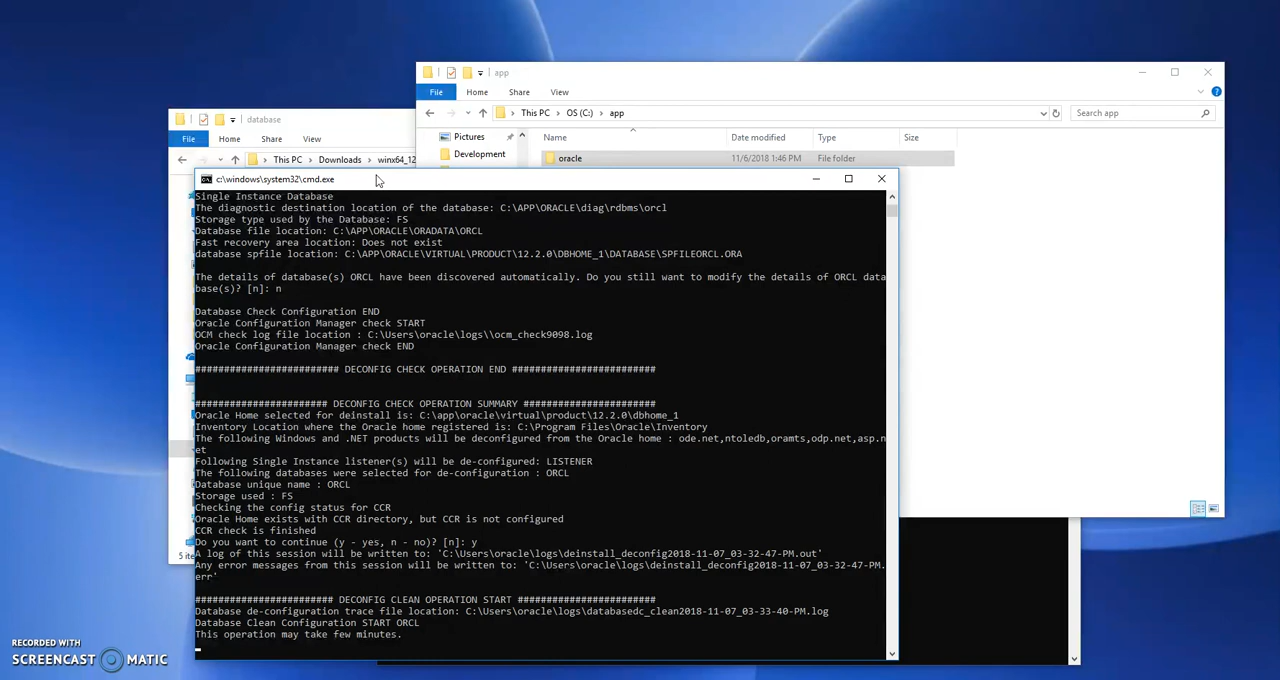 app
File
Home
Share
View
This PC
OS (C:)
app
Search app
Pictures
Development
Name
Date modified
Type
Size
oracle
11/6/2018 1:46 PM
File folder
database
File
Home
Share
View
This PC
Downloads
winx64_12
5 ite
c:\windows\system32\cmd.exe
Single Instance Database
The diagnostic destination location of the database: C:\APP\ORACLE\diag\rdbms\orcl
Storage type used by the Database: FS
Database file location: C:\APP\ORACLE\ORADATA\ORCL
Fast recovery area location: Does not exist
database spfile location: C:\APP\ORACLE\VIRTUAL\PRODUCT\12.2.0\DBHOME_1\DATABASE\SPFILEORCL.ORA
The details of database(s) ORCL have been discovered automatically. Do you still want to modify the details of ORCL data
base(s)? [n]: n
Database Check Configuration END
Oracle Configuration Manager check START
OCM check log file location : C:\Users\oracle\logs\\ocm_check9098.log
Oracle Configuration Manager check END
######################### DECONFIG CHECK OPERATION END #########################
####################### DECONFIG CHECK OPERATION SUMMARY #######################
Oracle Home selected for deinstall is: C:\app\oracle\virtual\product\12.2.0\dbhome_1
Inventory Location where the Oracle home registered is: C:\Program Files\Oracle\Inventory
The following Windows and .NET products will be deconfigured from the Oracle home : ode.net,ntoledb,oramts,odp.net,asp.n
et
Following Single Instance listener(s) will be de-configured: LISTENER
The following databases were selected for de-configuration : ORCL
Database unique name : ORCL
Storage used : FS
Checking the config status for CCR
Oracle Home exists with CCR directory, but CCR is not configured
CCR check is finished
Do you want to continue (y - yes, n - no)? [n]: y
A log of this session will be written to: 'C:\Users\oracle\logs\deinstall_deconfig2018-11-07_03-32-47-PM.out'
Any error messages from this session will be written to: 'C:\Users\oracle\logs\deinstall_deconfig2018-11-07_03-32-47-PM.
err'
######################## DECONFIG CLEAN OPERATION START ########################
Database de-configuration trace file location: C:\Users\oracle\logs\databasedc_clean2018-11-07_03-33-40-PM.log
Database Clean Configuration START ORCL
This operation may take few minutes.
RECORDED WITH
SCREENCAST MATIC